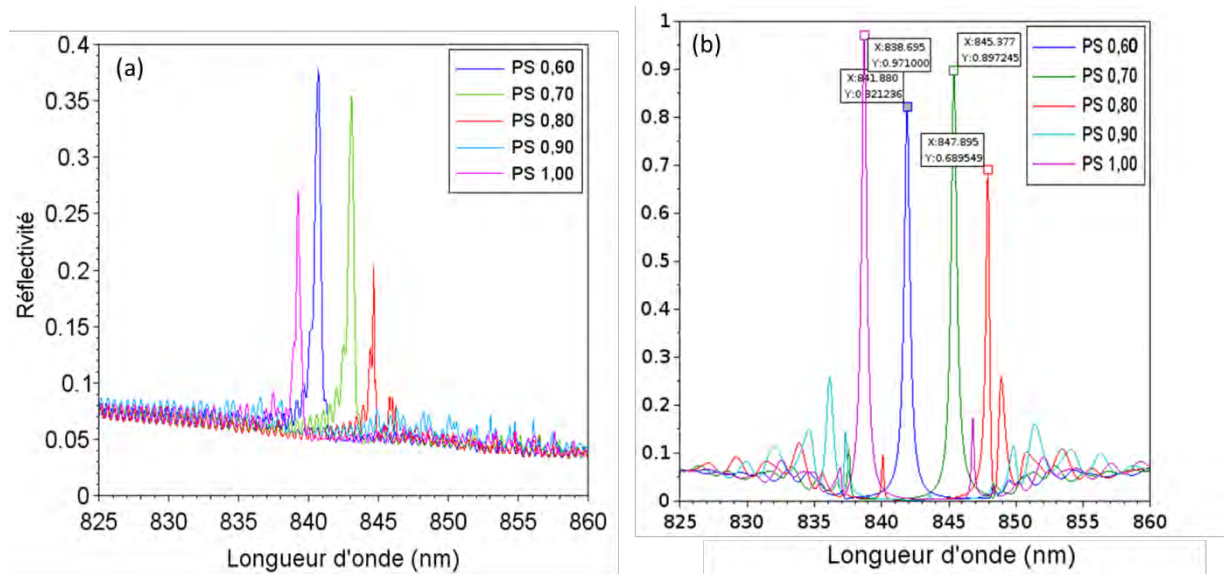 (a)
PS 0,60
PS 0,70
PS 0,80
PS 0,90
PS 1,00
0.4
0.35
0.3
0.25
0.2
0.15
0.1
0.05
0
Réflectivité
825 830 835 840 845 850 855 860
Longueur d'onde (nm)
(b)
X:838.695
Y:0.971000
X:845.377
Y:0.897245
X:841.880
Y:0.821236
X:847.895
Y:0.689549
PS 0,60
PS 0,70
PS 0,80
PS 0,90
PS 1,00
1
0.9
0.8
0.7
0.6
0.5
0.4
0.3
0.2
0.1
0
825 830 835 840 845 850 855 860
Longueur d'onde (nm)